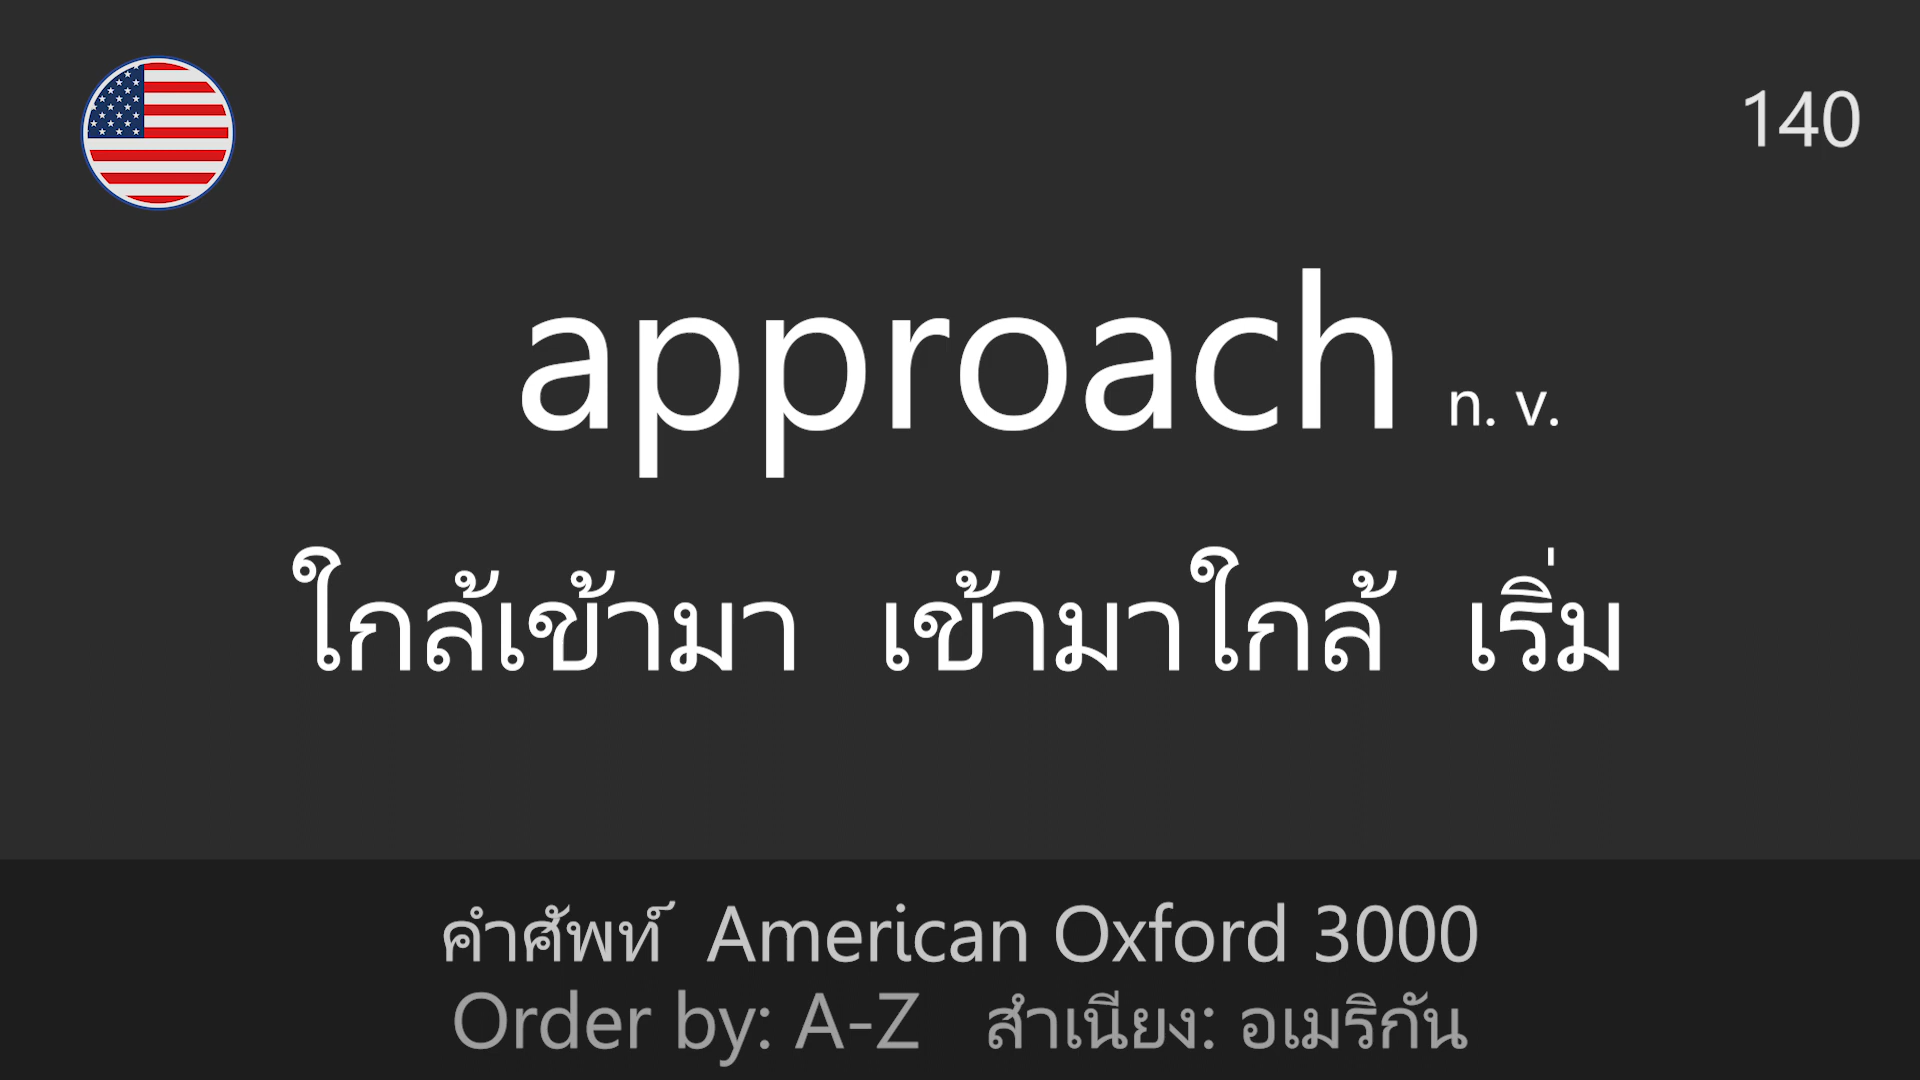 140
approach n. v.
ใกล้เข้ามา เข้ามาใกล้ เริ่ม
คำศัพท์ American Oxford 3000
Order by: A-Z สำเนียง: อเมริกัน